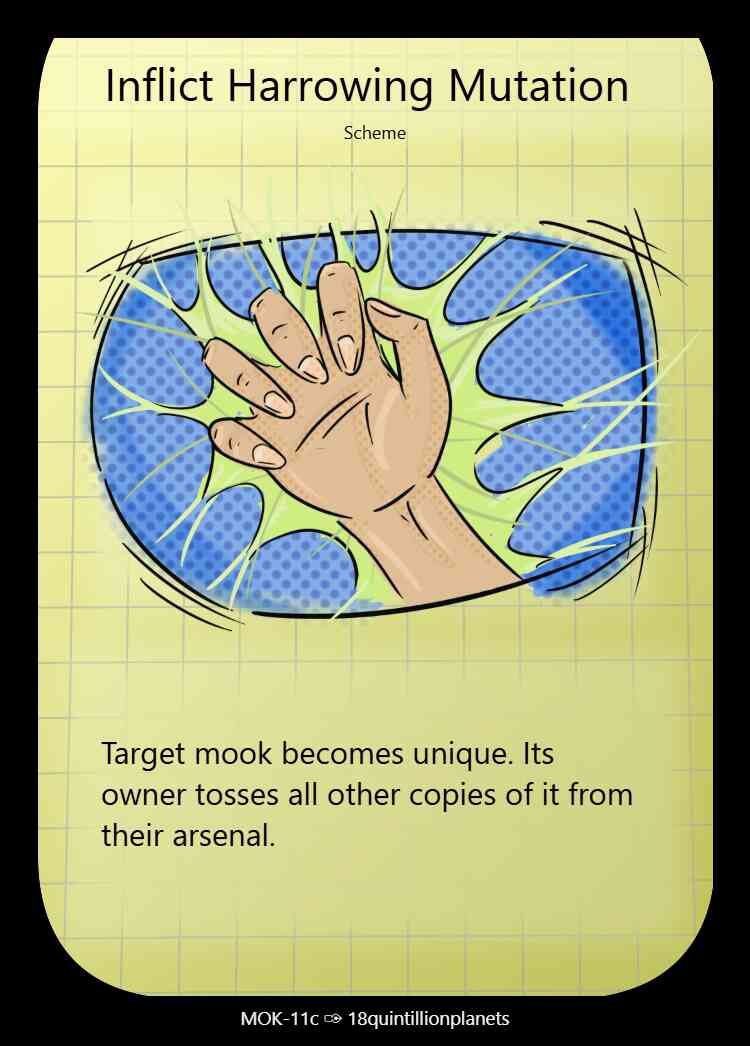 Inflict Harrowing Mutation
Scheme
Target mook becomes unique. Its
owner tosses all other copies of it from
their arsenal.
MOK-11c ✑ 18quintillionplanets